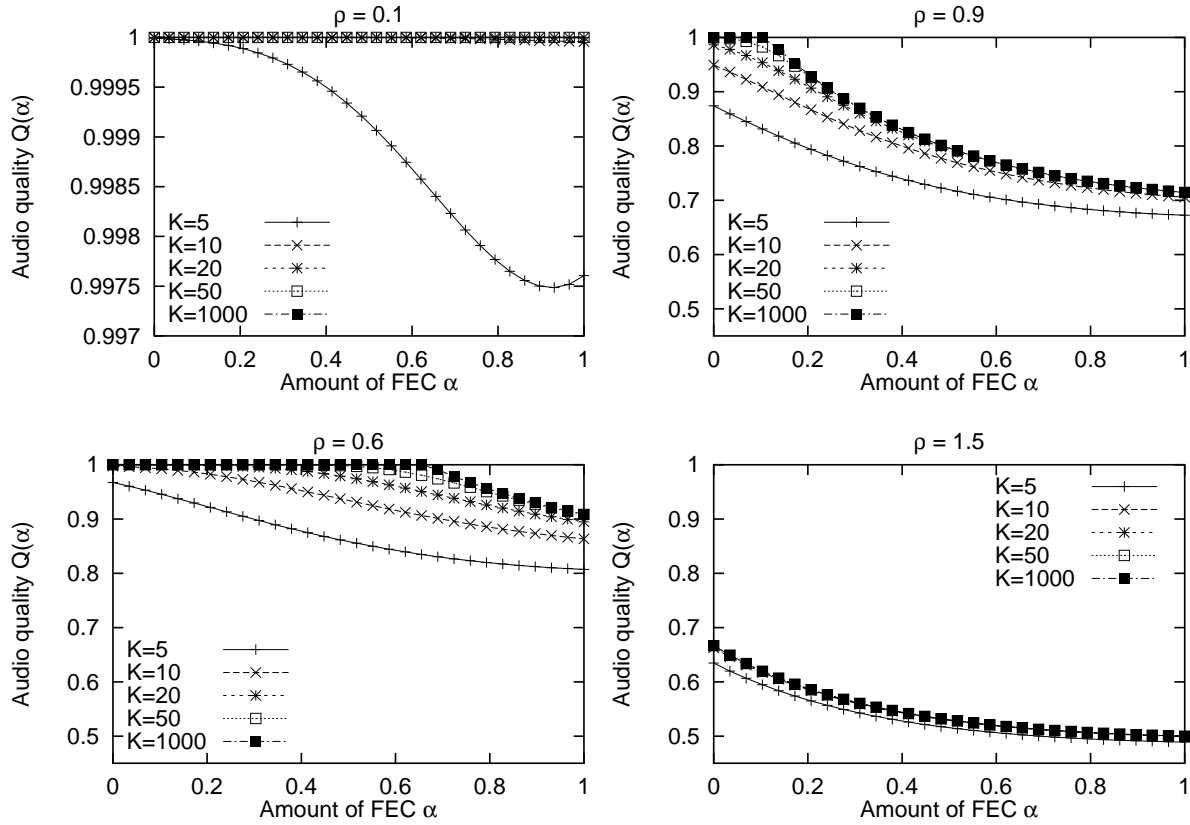 ρ = 0.1
1
0.9995
0.999
0.9985
0.998
0.9975
0.997
Audio quality Q(α)
K=5
K=10
K=20
K=50
K=1000
0 0.2 0.4 0.6 0.8 1
Amount of FEC α
ρ = 0.9
1
0.9
0.8
0.7
0.6
0.5
Audio quality Q(α)
K=5
K=10
K=20
K=50
K=1000
0 0.2 0.4 0.6 0.8 1
Amount of FEC α
ρ = 0.6
1
0.9
0.8
0.7
0.6
0.5
Audio quality Q(α)
K=5
K=10
K=20
K=50
K=1000
0 0.2 0.4 0.6 0.8 1
Amount of FEC α
ρ = 1.5
1
0.9
0.8
0.7
0.6
0.5
Audio quality Q(α)
K=5
K=10
K=20
K=50
K=1000
0 0.2 0.4 0.6 0.8 1
Amount of FEC α